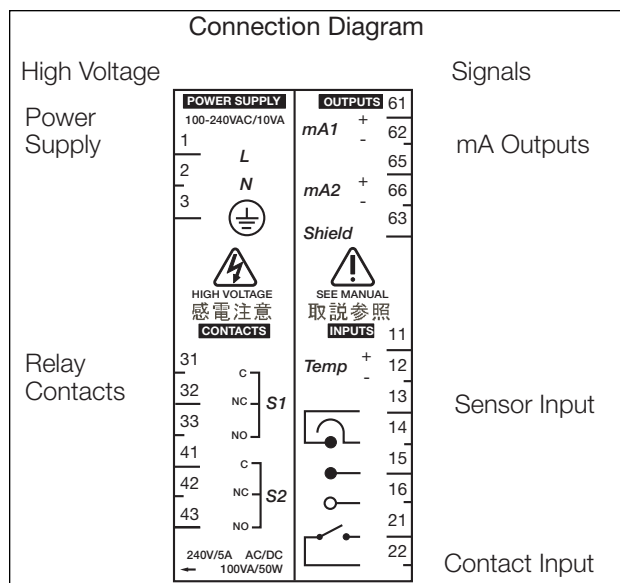 Connection Diagram
High Voltage
Signals
Power
Supply
POWER SUPPLY
100-240VAC/10VA
1
L
2
N
3
HIGH VOLTAGE
感電注意
CONTACTS
Relay
Contacts
31
C
32
NC
S1
33
NO
41
C
42
NC
S2
43
NO
240V/5A AC/DC
← 100VA/50W
OUTPUTS
61
mA1
+
-
62
65
mA2
+
-
66
63
Shield
mA Outputs
SEE MANUAL
取説参照
INPUTS
11
Temp
+
-
12
13
14
15
16
21
22
Sensor Input
Contact Input